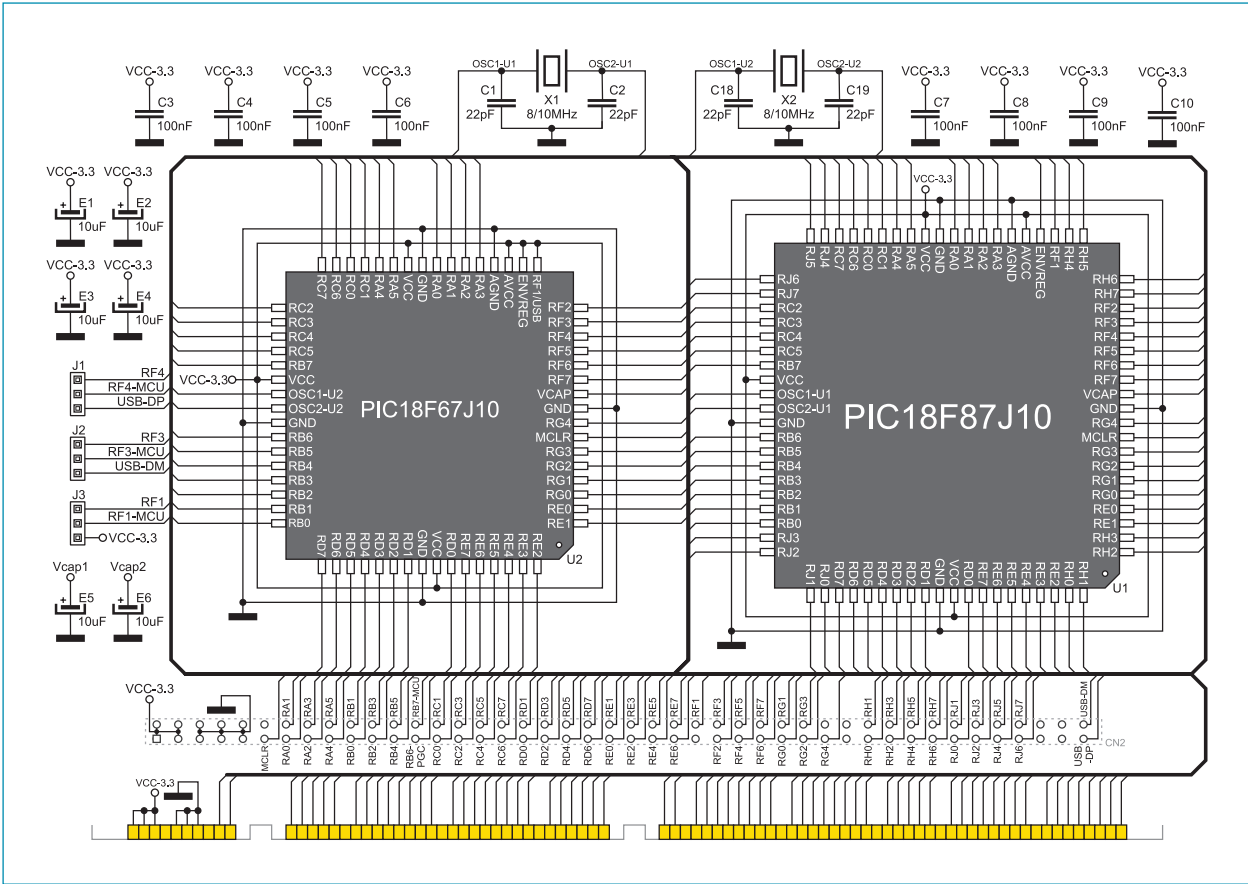 OSC1-U1 OSC2-U1 OSC1-U2 OSC2-U2
VCC-3.3 VCC-3.3 VCC-3.3 VCC-3.3 VCC-3.3 VCC-3.3 VCC-3.3 VCC-3.3
C3 100nF
C4 100nF
C5 100nF
C6 100nF
C1 22pF
X1 8/10MHz
C2 22pF
C18 22pF
X2 8/10MHz
C19 22pF
C7 100nF
C8 100nF
C9 100nF
C10 100nF
VCC-3.3 VCC-3.3
E1 10uF
E2 10uF
VCC-3.3 VCC-3.3
E3 10uF
E4 10uF
J1
RF4
RF4-MCU
USB-DP
J2
RF3
RF3-MCU
USB-DM
J3
RF1
RF1-MCU
VCC-3.3
Vcap1 Vcap2
E5 10uF
E6 10uF
VCC-3.3
RC7 RC6 RC0 RC1 RA4 RA5 VCC GND RA0 RA1 RA2 RA3 AGND AVCC ENVREG RF1/USB
RC2
RC3
RC4
RC5
RB7
VCC
OSC1-U2
OSC2-U2
GND
RB6
RB5
RB4
RB3
RB2
RB1
RB0
PIC18F67J10
RF2
RF3
RF4
RF5
RF6
RF7
VCAP
GND
RG4
MCLR
RG3
RG2
RG1
RG0
RE0
RE1
RD7 RD6 RD5 RD4 RD3 RD2 RD1 GND VCC RD0 RE7 RE6 RE5 RE4 RE3 RE2
U2
VCC-3.3
RJ5 RJ4 RC7 RC6 RC0 RC1 RA4 RA5 VCC GND RA0 RA1 RA2 RA3 AGND AVCC ENVREG RF1 RH4 RH5
RJ6
RJ7
RC2
RC3
RC4
RC5
RB7
VCC
OSC1-U1
OSC2-U1
GND
RB6
RB5
RB4
RB3
RB2
RB1
RB0
RJ3
RJ2
PIC18F87J10
RH6
RH7
RF2
RF3
RF4
RF5
RF6
RF7
VCAP
GND
RG4
MCLR
RG3
RG2
RG1
RG0
RE0
RE1
RH3
RH2
RJ1 RJ0 RD7 RD6 RD5 RD4 RD3 RD2 RD1 GND VCC RD0 RE7 RE6 RE5 RE4 RE3 RE2 RH0 RH1
U1
VCC-3.3
RA1 RA3 RA5 RB1 RB3 RB5 RB7-MCU RC1 RC3 RC5 RC7 RD1 RD3 RD5 RD7 RE1 RE3 RE5 RE7 RF1 RF3 RF5 RF7 RG1 RG3 RH1 RH3 RH5 RH7 RJ1 RJ3 RJ5 RJ7 USB-DM
MCLR RA0 RA2 RA4 RB0 RB2 RB4 RB6-PGC RC0 RC2 RC4 RC6 RD0 RD2 RD4 RD6 RE0 RE2 RE4 RE6 RF2 RF4 RF6 RG0 RG2 RG4 RH0 RH2 RH4 RH6 RJ0 RJ2 RJ4 RJ6 USB-DP
CN2
VCC-3.3